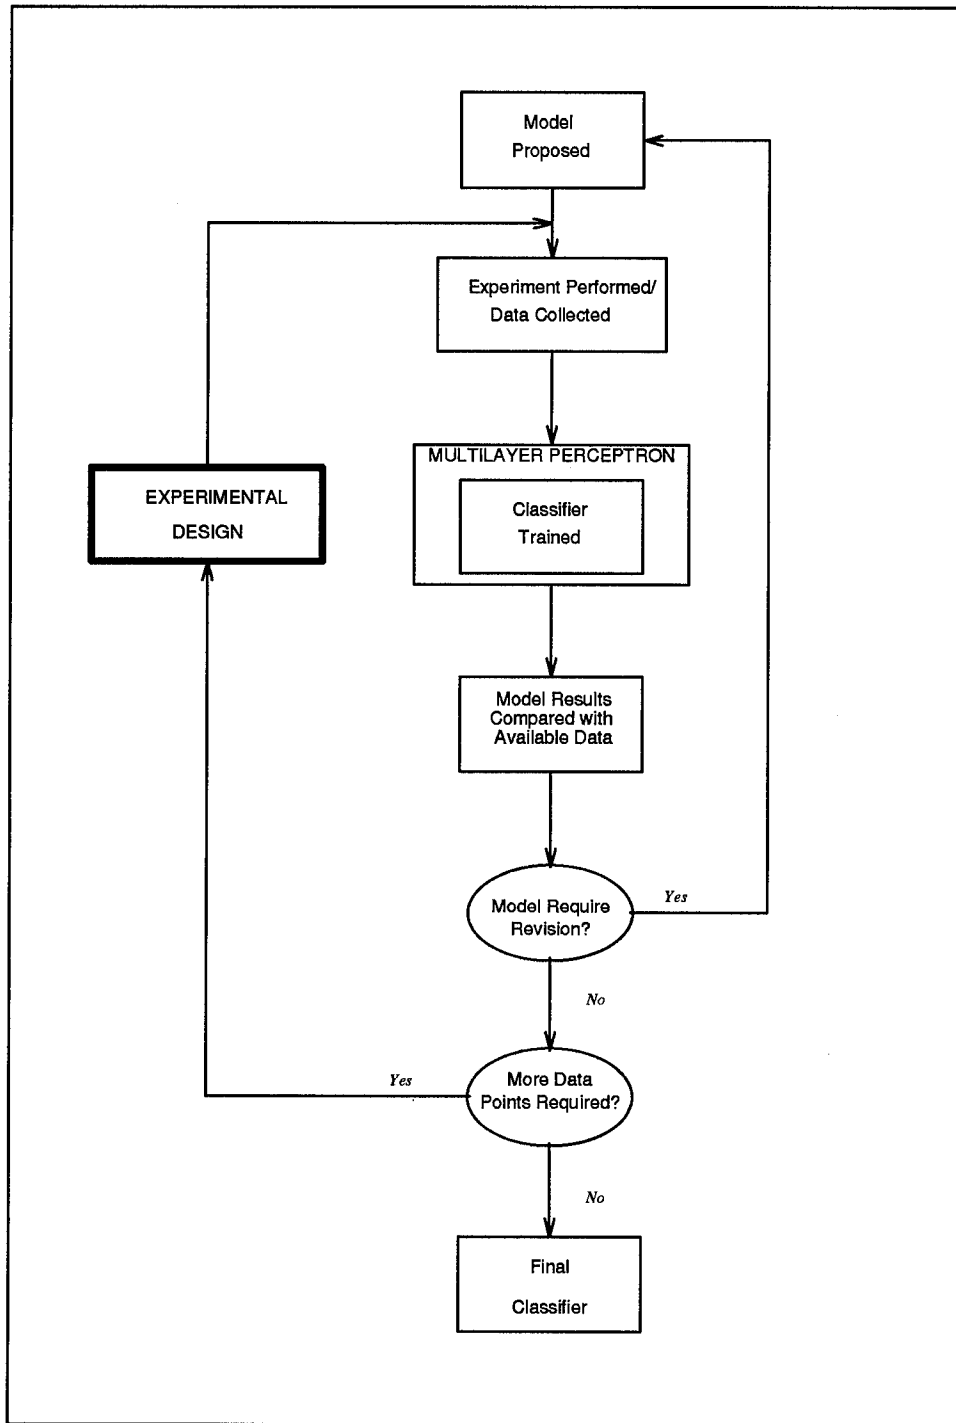 Model
Proposed
Experiment Performed/
Data Collected
MULTILAYER PERCEPTRON
Classifier
Trained
EXPERIMENTAL
DESIGN
Model Results
Compared with
Available Data
Model Require
Revision?
Yes
No
More Data
Points Required?
Yes
No
Final
Classifier